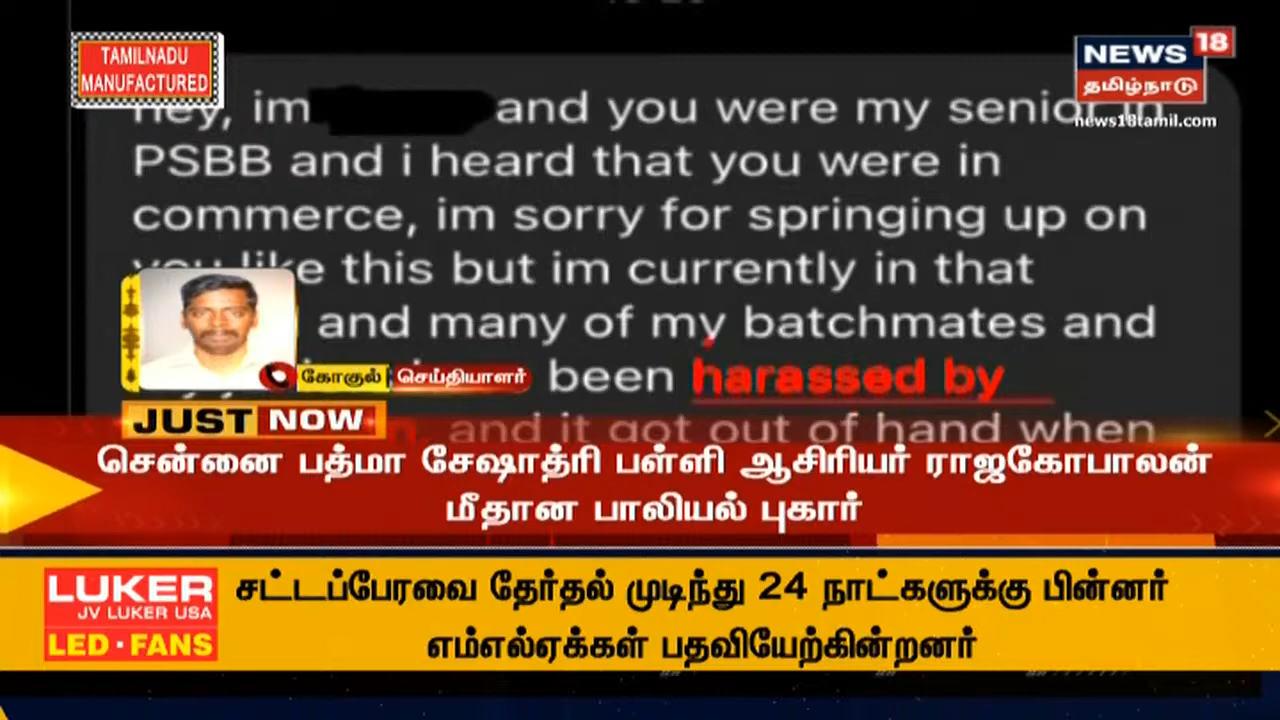 TAMILNADU
MANUFACTURED
NEWS 18
தமிழ்நாடு
news18tamil.com
hey, im and you were my senior in
PSBB and i heard that you were in
commerce, im sorry for springing up on
you like this but im currently in that
and many of my batchmates and
been harassed by
and it got out of hand when
கோகுல் செய்தியாளர்
JUST NOW
சென்னை பத்மா சேஷாத்ரி பள்ளி ஆசிரியர் ராஜகோபாலன்
மீதான பாலியல் புகார்
LUKER
JV LUKER USA
LED·FANS
சட்டப்பேரவை தேர்தல் முடிந்து 24 நாட்களுக்கு பின்னர்
எம்எல்ஏக்கள் பதவியேற்கின்றனர்